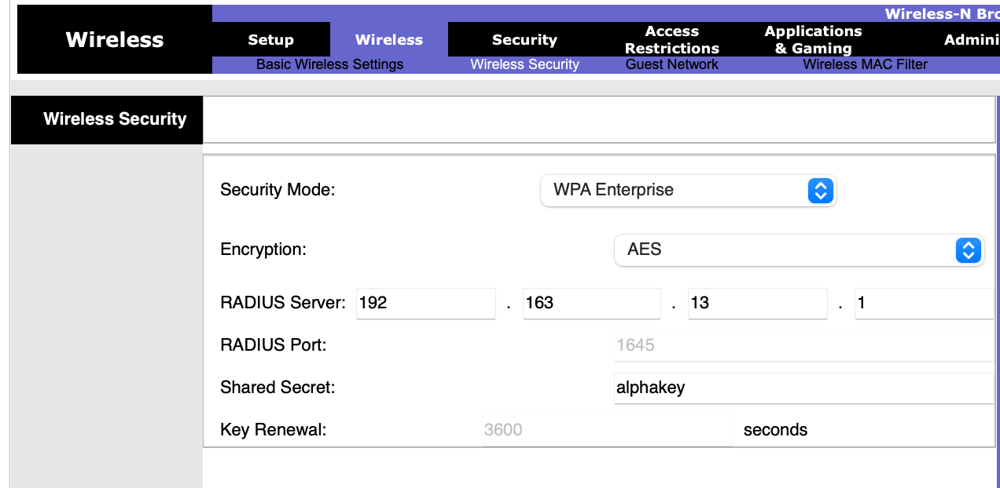 Wireless-N Bro
Wireless
Setup Wireless Security Access Restrictions Applications & Gaming Admini
Basic Wireless Settings Wireless Security Guest Network Wireless MAC Filter
Wireless Security
Security Mode: WPA Enterprise
Encryption: AES
RADIUS Server: 192 . 163 . 13 . 1
RADIUS Port: 1645
Shared Secret: alphakey
Key Renewal: 3600 seconds